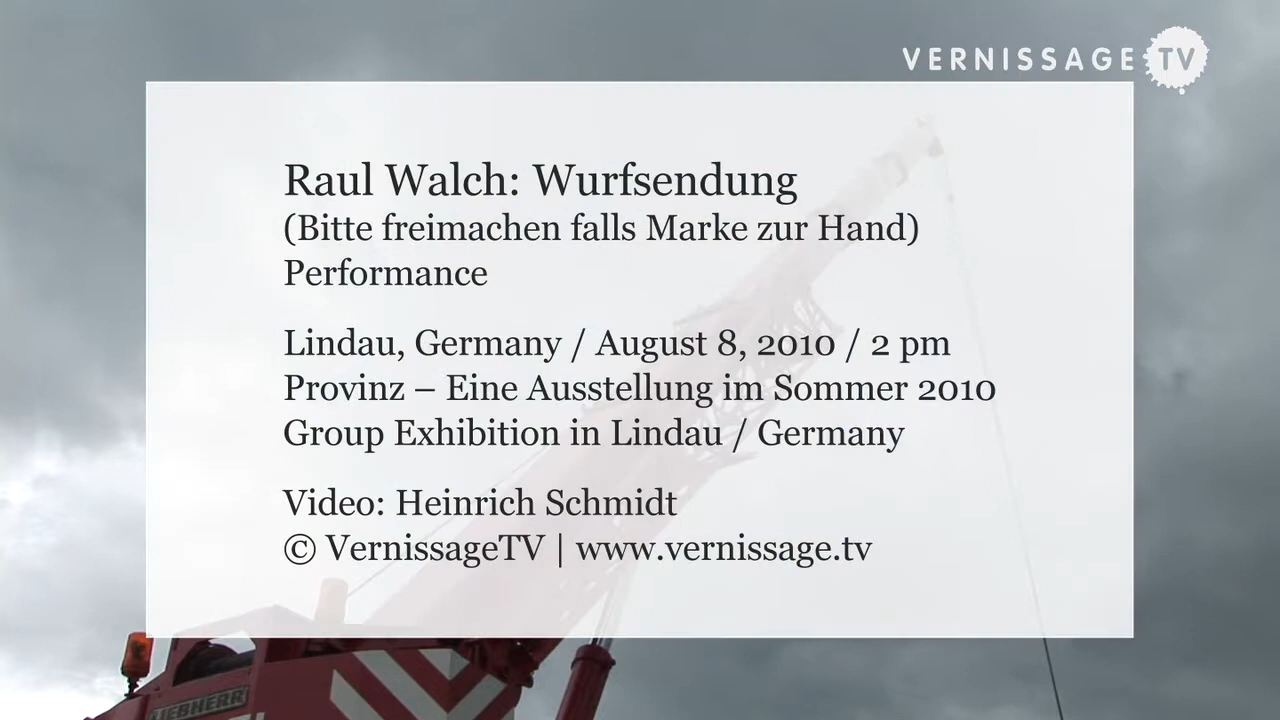 VERNISSAGE TV
Raul Walch: Wurfsendung
(Bitte freimachen falls Marke zur Hand)
Performance
Lindau, Germany / August 8, 2010 / 2 pm
Provinz – Eine Ausstellung im Sommer 2010
Group Exhibition in Lindau / Germany
Video: Heinrich Schmidt
© VernissageTV | www.vernissage.tv
LIEBHERR